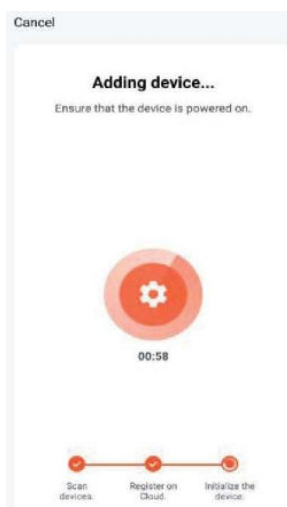 Cancel
Adding device...
Ensure that the device is powered on.
00:58
Scan
devices.
Register on
Cloud.
Initialize the
device.